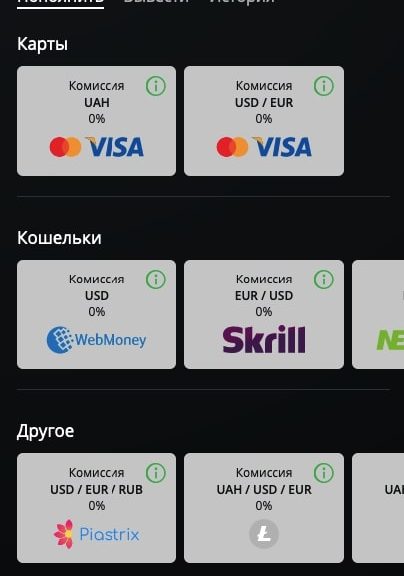 Пополнить Вывести История
Карты
Комиссия
UAH
0%
VISA
Комиссия
USD / EUR
0%
VISA
Кошельки
Комиссия
USD
0%
WebMoney
Комиссия
EUR / USD
0%
Skrill
NE
Другое
Комиссия
USD / EUR / RUB
0%
Piastrix
Комиссия
UAH / USD / EUR
0%
UAH